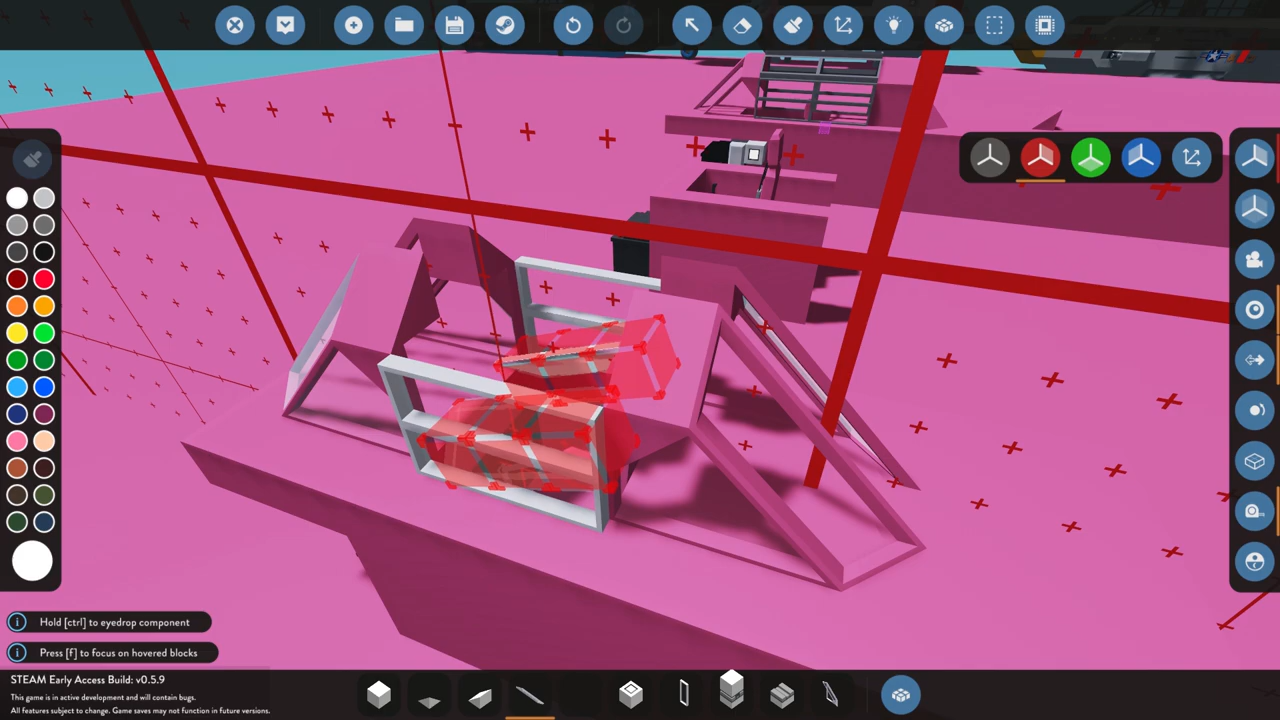 Hold [ctrl] to eyedrop component
Press [f] to focus on hovered blocks
STEAM Early Access Build: v0.5.9
This game is in active development and will contain bugs.
All features subject to change. Game saves may not function in future versions.